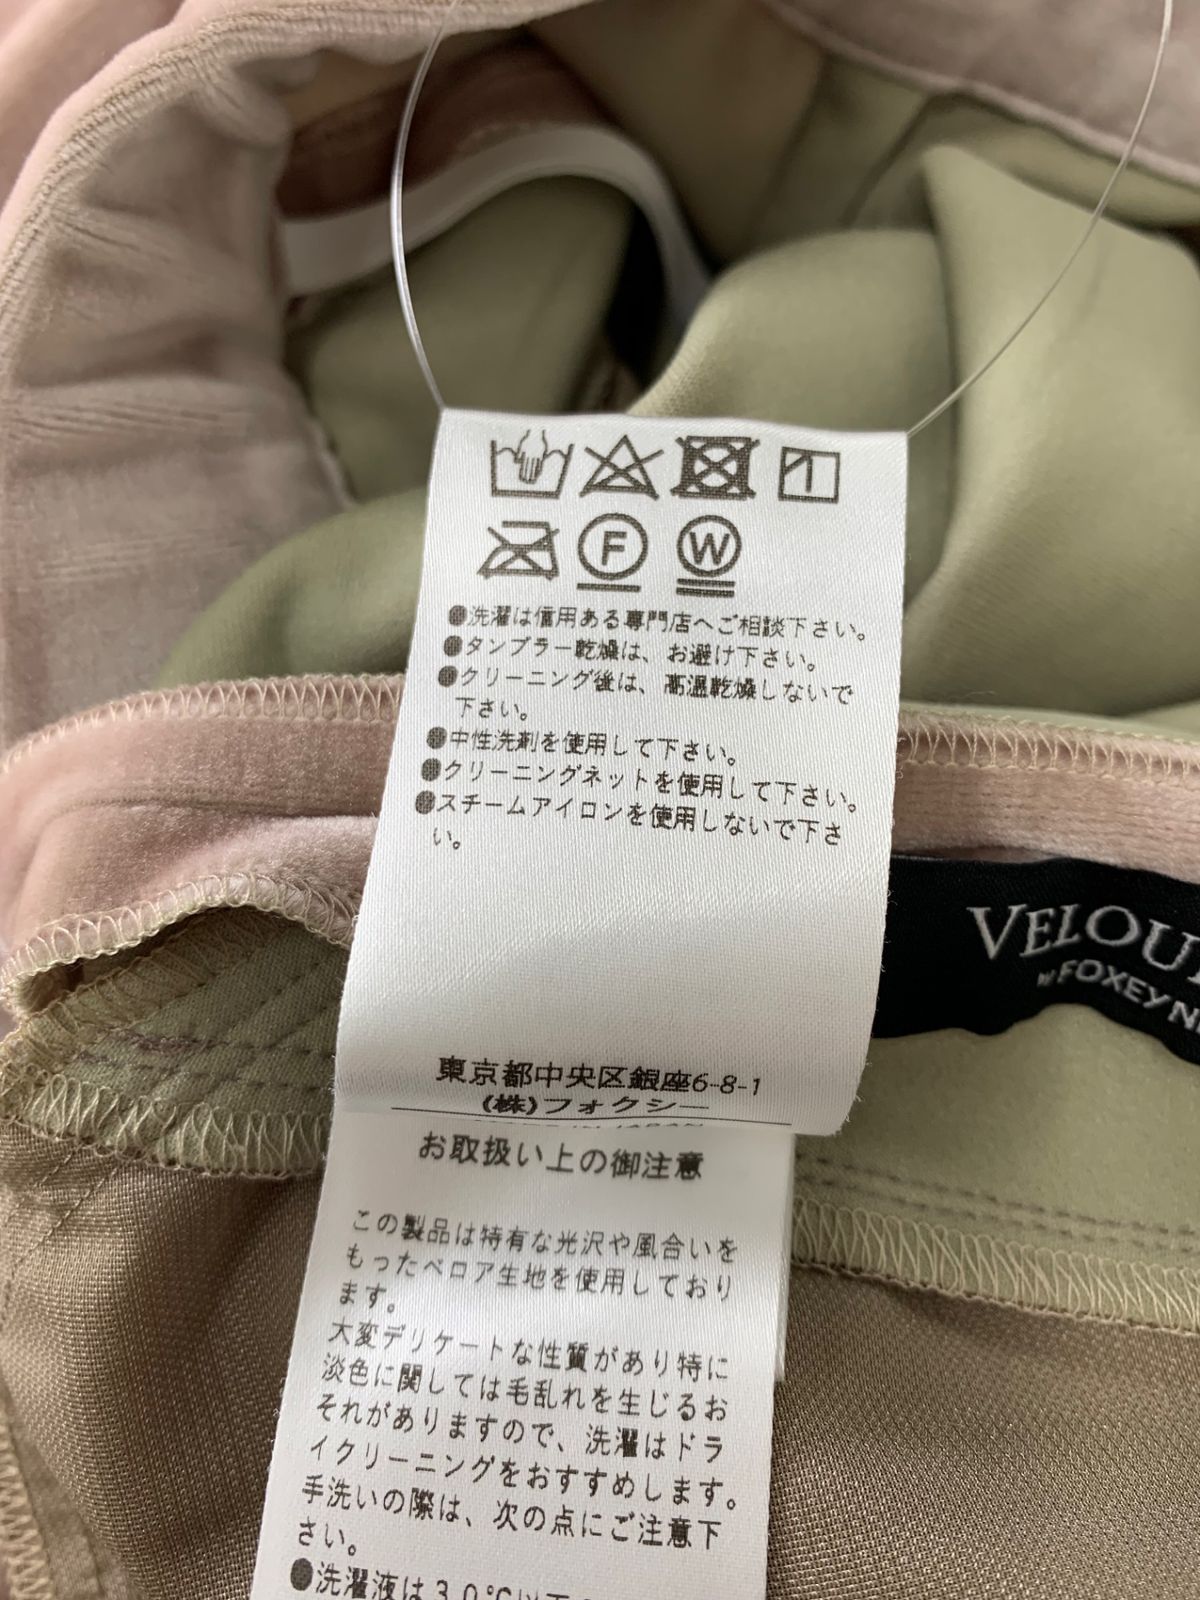 F W
●洗濯は信用ある専門店へご相談下さい。
●タンブラー乾燥は、お避け下さい。
●クリーニング後は、高温乾燥しないで
下さい。
●中性洗剤を使用して下さい。
●クリーニングネットを使用して下さい。
●スチームアイロンを使用しないで下さ
い。
VELOU
BY FOXEY N
東京都中央区銀座6-8-1
(株)フォクシー
お取扱い上の御注意
この製品は特有な光沢や風合いを
もったベロア生地を使用しており
ます。
大変デリケートな性質があり特に
淡色に関しては毛乱れを生じるお
それがありますので、洗濯はドラ
イクリーニングをおすすめします。
手洗いの際は、次の点にご注意下
さい。
●洗濯液は30℃以下